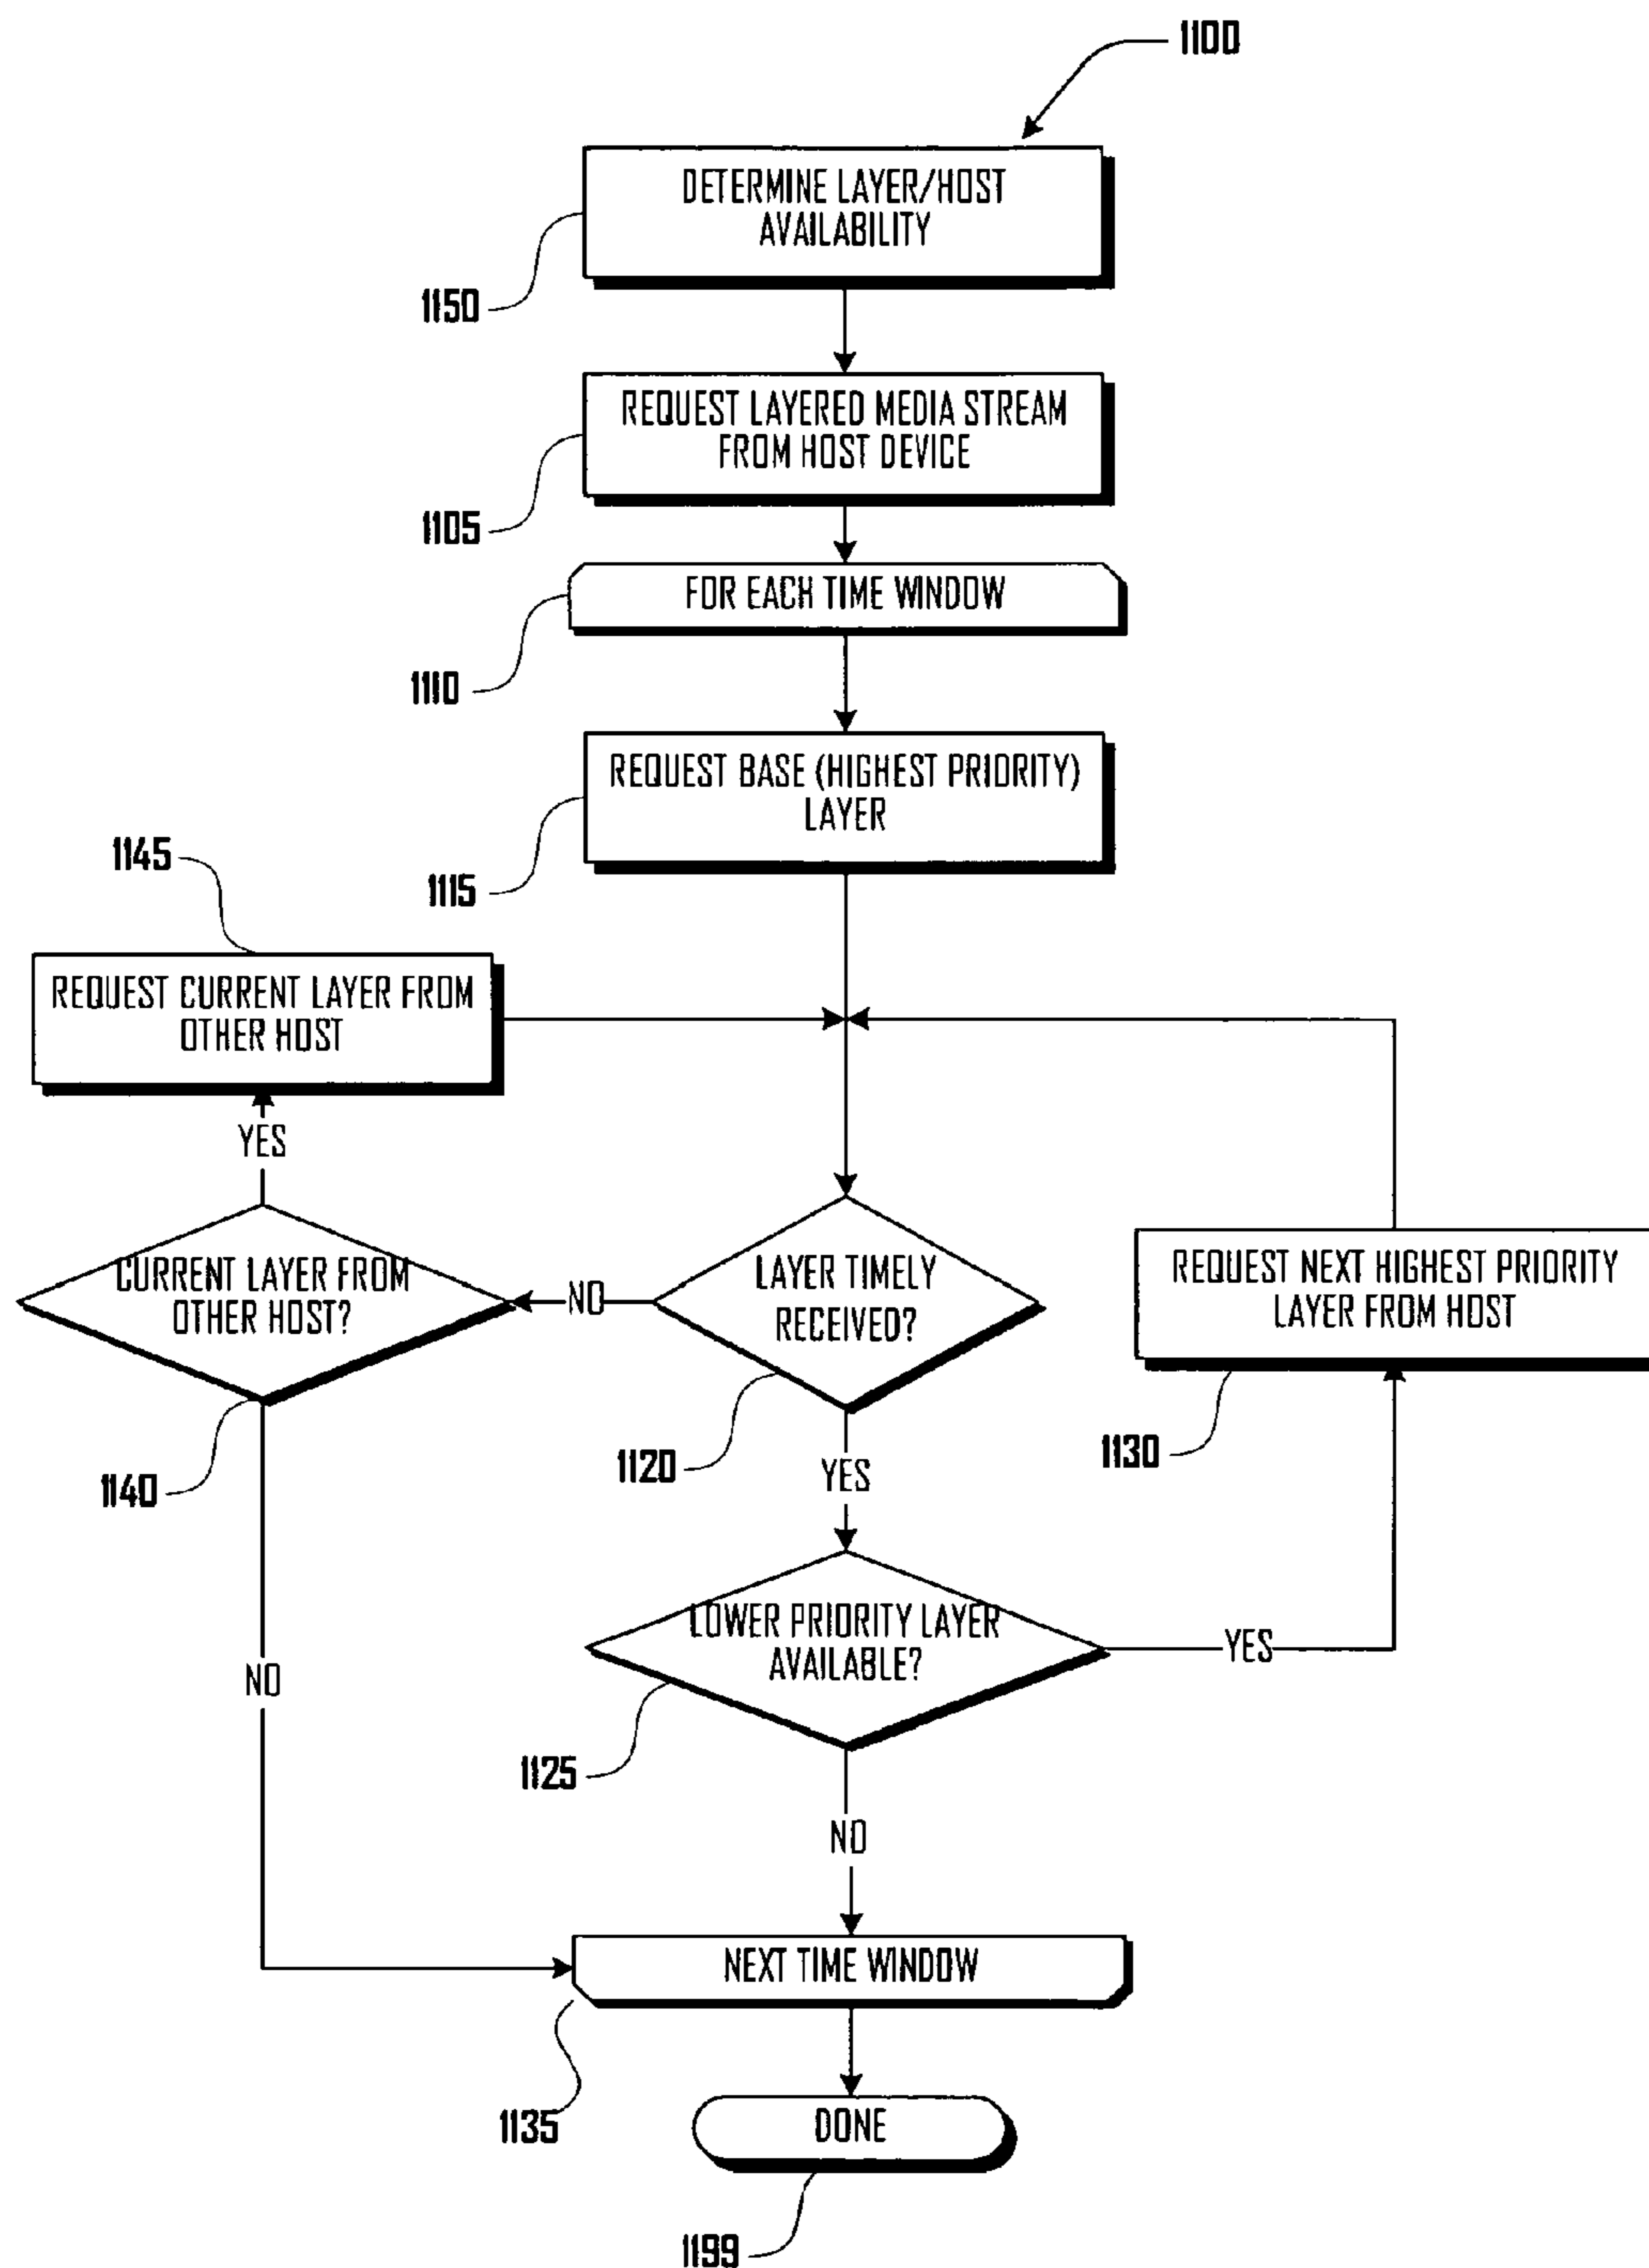 1100
DETERMINE LAYER/HOST
AVAILABILITY
1150
REQUEST LAYERED MEDIA STREAM
FROM HOST DEVICE
1105
FOR EACH TIME WINDOW
1110
REQUEST BASE (HIGHEST PRIORITY)
LAYER
1115
1145
REQUEST CURRENT LAYER FROM
OTHER HOST
YES
CURRENT LAYER FROM
OTHER HOST?
1140
NO
LAYER TIMELY
RECEIVED?
1120
YES
REQUEST NEXT HIGHEST PRIORITY
LAYER FROM HOST
1130
LOWER PRIORITY LAYER
AVAILABLE?
YES
1125
NO
NO
NEXT TIME WINDOW
1135
DONE
1199